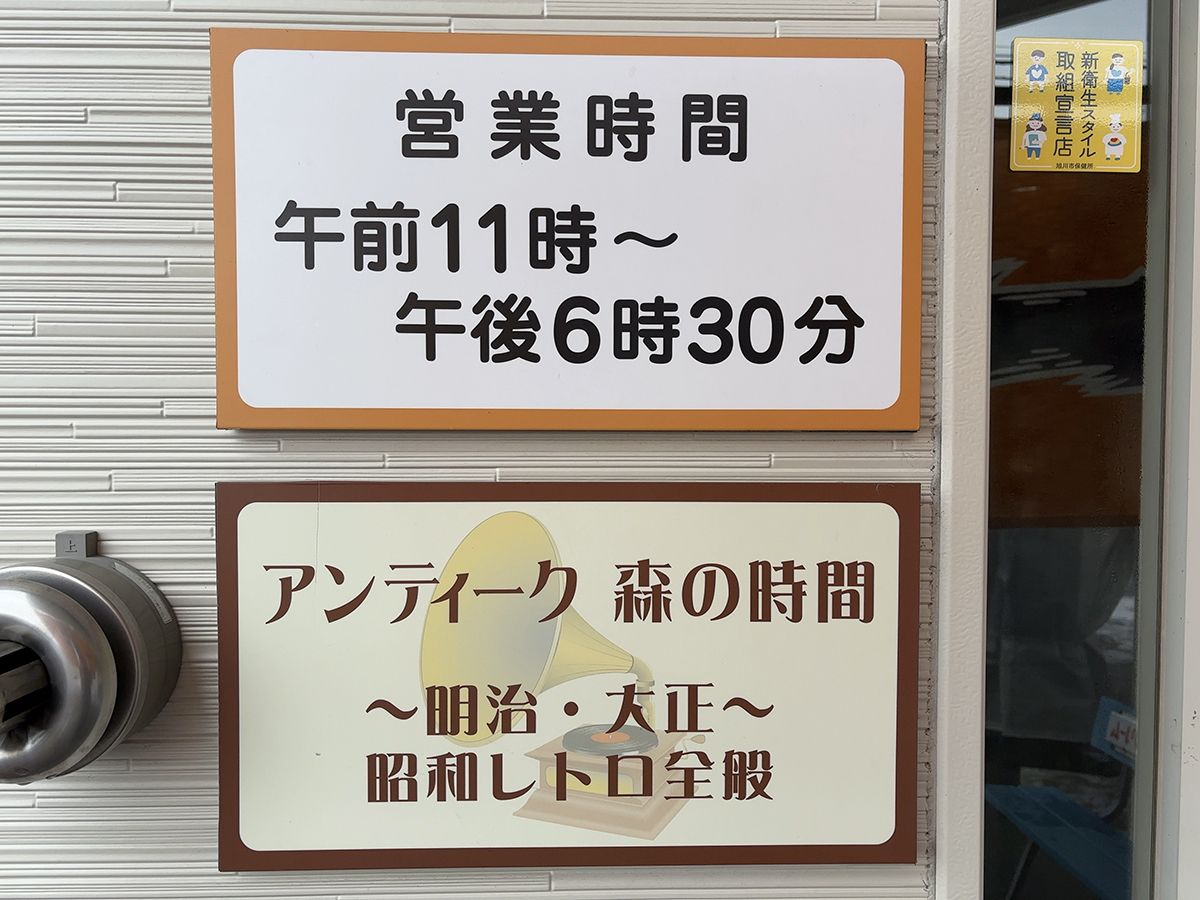 営業時間
午前11時～
午後6時30分
アンティーク 森の時間
～明治・大正～
昭和レトロ全般
新衛生スタイル
取組宣言店
旭川市保健所
上